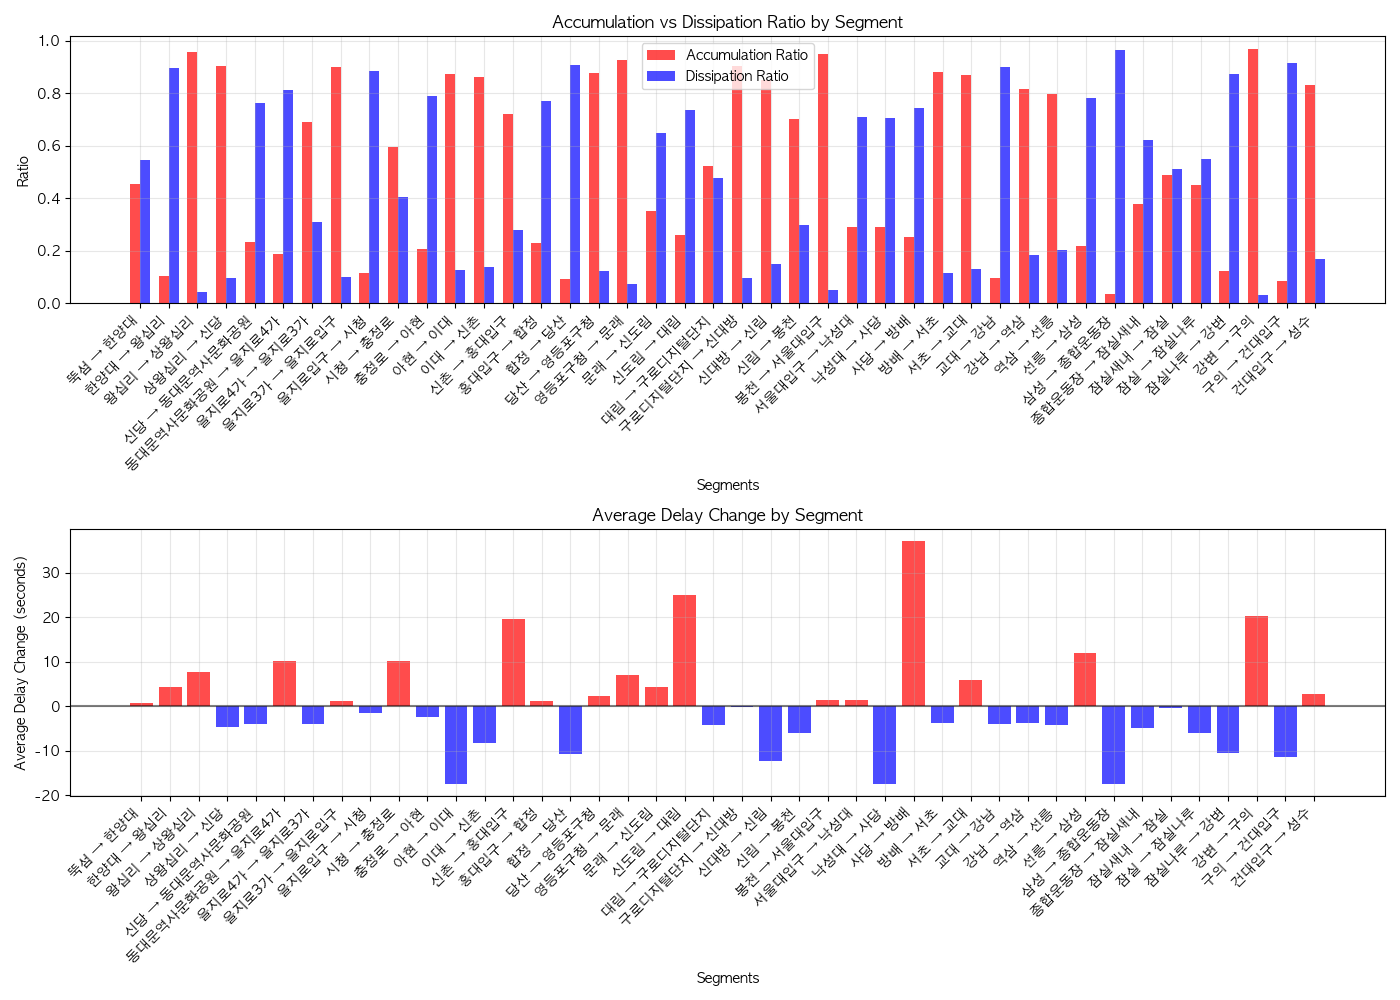 Accumulation vs Dissipation Ratio by Segment
Accumulation Ratio
Dissipation Ratio
Ratio
1.0
0.8
0.6
0.4
0.2
0.0
뚝섬 → 한양대
한양대 → 왕십리
왕십리 → 상왕십리
상왕십리 → 신당
신당 → 동대문역사문화공원
동대문역사문화공원 → 을지로4가
을지로4가 → 을지로3가
을지로3가 → 을지로입구
을지로입구 → 시청
시청 → 충정로
충정로 → 아현
아현 → 이대
이대 → 신촌
신촌 → 홍대입구
홍대입구 → 합정
합정 → 당산
당산 → 영등포구청
영등포구청 → 문래
문래 → 신도림
신도림 → 대림
대림 → 구로디지털단지
구로디지털단지 → 신대방
신대방 → 신림
신림 → 봉천
봉천 → 서울대입구
서울대입구 → 낙성대
낙성대 → 사당
사당 → 방배
방배 → 서초
서초 → 교대
교대 → 강남
강남 → 역삼
역삼 → 선릉
선릉 → 삼성
삼성 → 종합운동장
종합운동장 → 잠실새내
잠실새내 → 잠실
잠실 → 잠실나루
잠실나루 → 강변
강변 → 구의
구의 → 건대입구
건대입구 → 성수
Segments
Average Delay Change by Segment
Average Delay Change (seconds)
30
20
10
0
-10
-20
뚝섬 → 한양대
한양대 → 왕십리
왕십리 → 상왕십리
상왕십리 → 신당
신당 → 동대문역사문화공원
동대문역사문화공원 → 을지로4가
을지로4가 → 을지로3가
을지로3가 → 을지로입구
을지로입구 → 시청
시청 → 충정로
충정로 → 아현
아현 → 이대
이대 → 신촌
신촌 → 홍대입구
홍대입구 → 합정
합정 → 당산
당산 → 영등포구청
영등포구청 → 문래
문래 → 신도림
신도림 → 대림
대림 → 구로디지털단지
구로디지털단지 → 신대방
신대방 → 신림
신림 → 봉천
봉천 → 서울대입구
서울대입구 → 낙성대
낙성대 → 사당
사당 → 방배
방배 → 서초
서초 → 교대
교대 → 강남
강남 → 역삼
역삼 → 선릉
선릉 → 삼성
삼성 → 종합운동장
종합운동장 → 잠실새내
잠실새내 → 잠실
잠실 → 잠실나루
잠실나루 → 강변
강변 → 구의
구의 → 건대입구
건대입구 → 성수
Segments